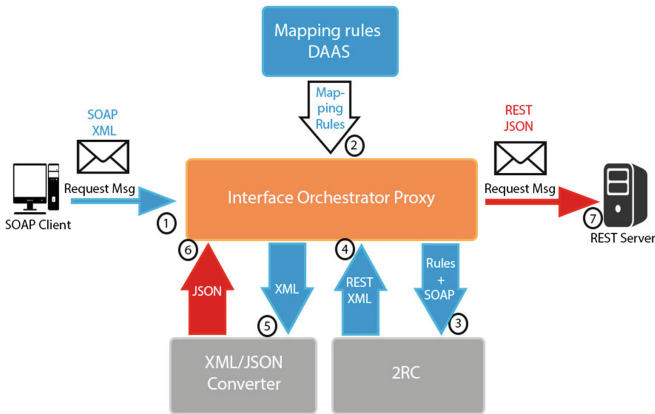 Mapping rules
DAAS
SOAP
XML
Map-
ping
Rules
REST
JSON
2
Request Msg
Interface Orchestrator Proxy
Request Msg
SOAP Client
1
7
REST Server
6
4
JSON
XML
REST
XML
Rules
+
SOAP
5
3
XML/JSON
Converter
2RC